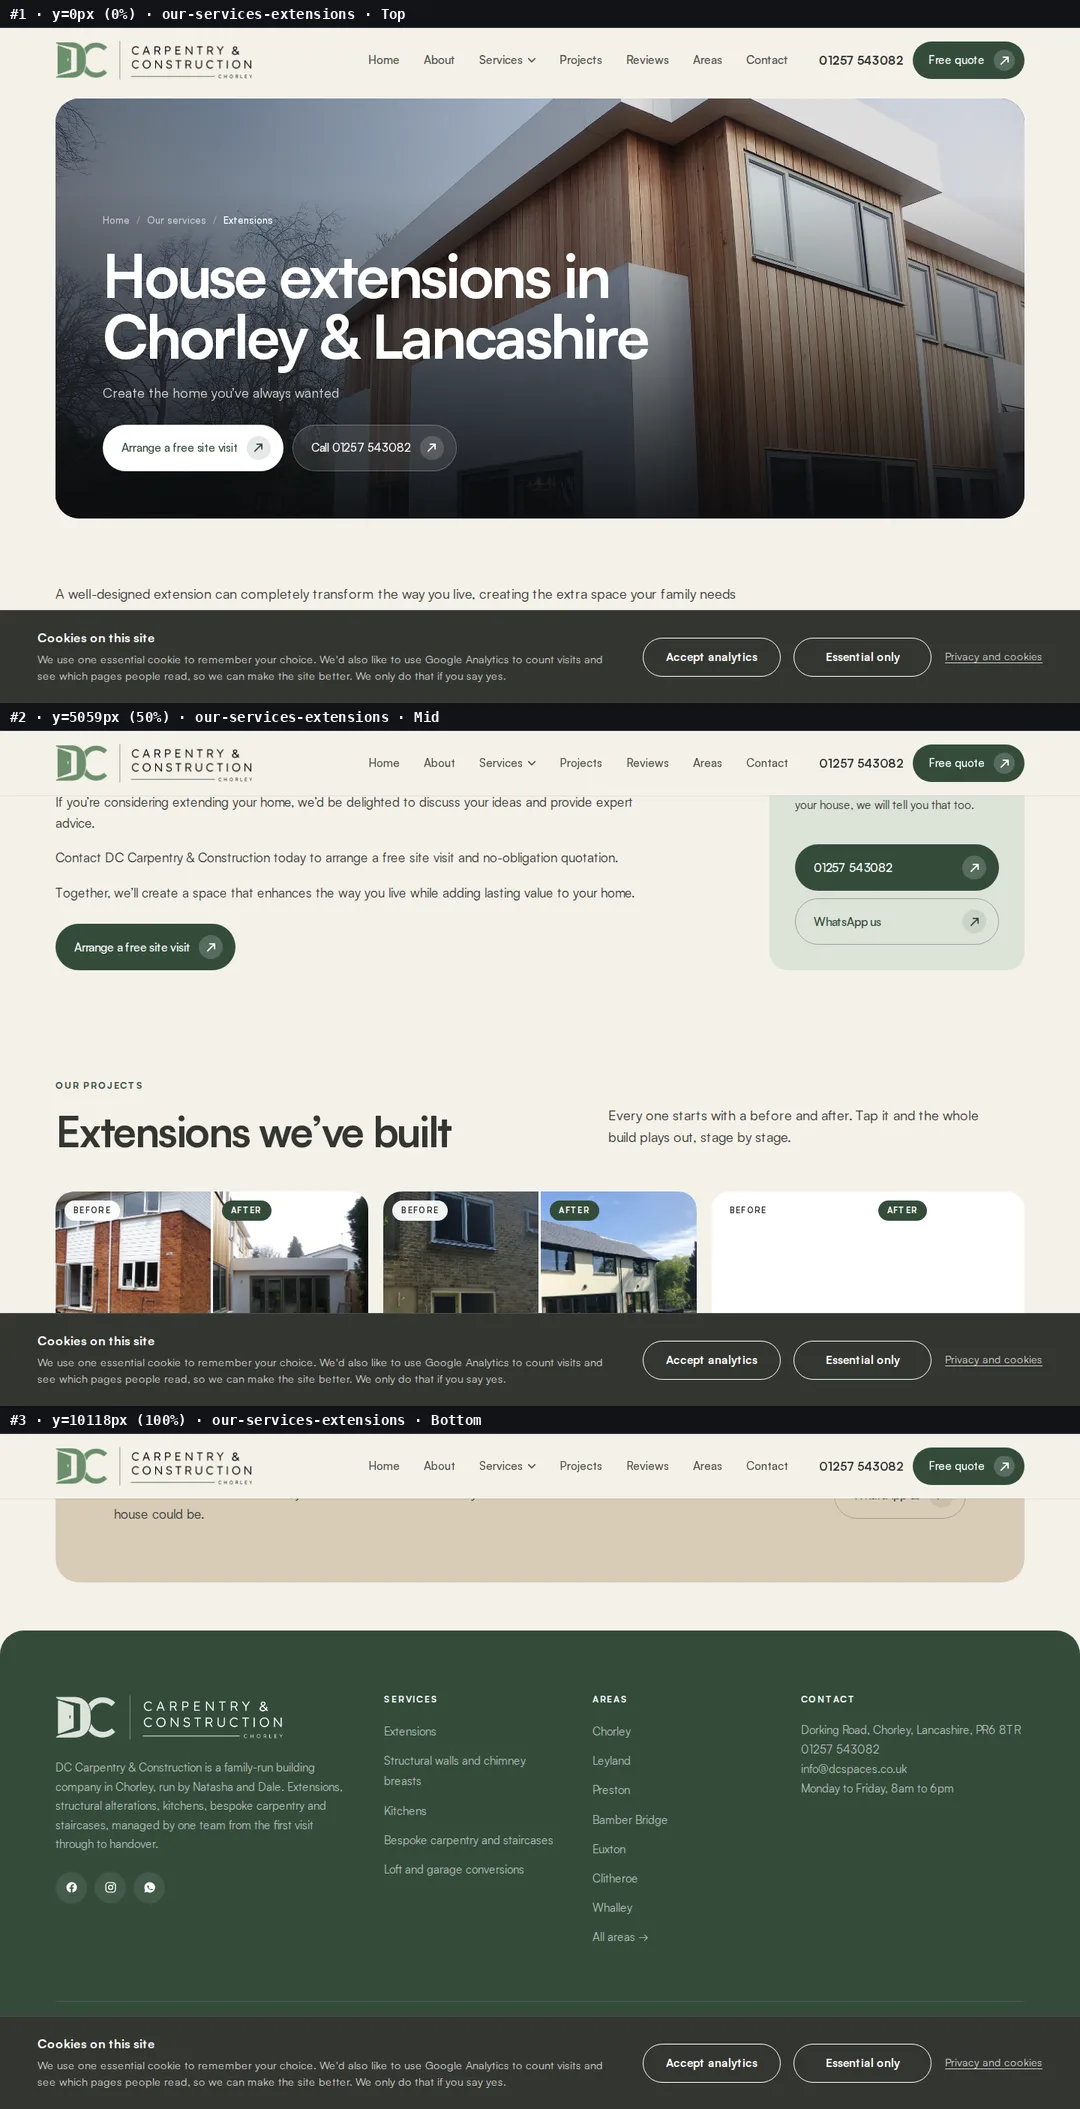 #1 · y=0px (0%) · our-services-extensions · Top
DC CARPENTRY & CONSTRUCTION CHORLEY
Home About Services Projects Reviews Areas Contact 01257 543082 Free quote
Home / Our services / Extensions
House extensions in
Chorley & Lancashire
Create the home you've always wanted
Arrange a free site visit Call 01257 543082
A well-designed extension can completely transform the way you live, creating the extra space your family needs
Cookies on this site
We use one essential cookie to remember your choice. We'd also like to use Google Analytics to count visits and
see which pages people read, so we can make the site better. We only do that if you say yes.
Accept analytics Essential only Privacy and cookies
#2 · y=5059px (50%) · our-services-extensions · Mid
DC CARPENTRY & CONSTRUCTION CHORLEY
Home About Services Projects Reviews Areas Contact 01257 543082 Free quote
If you're considering extending your home, we'd be delighted to discuss your ideas and provide expert
advice.
Contact DC Carpentry & Construction today to arrange a free site visit and no-obligation quotation.
Together, we'll create a space that enhances the way you live while adding lasting value to your home.
Arrange a free site visit
your house, we will tell you that too.
01257 543082
WhatsApp us
OUR PROJECTS
Extensions we've built
Every one starts with a before and after. Tap it and the whole
build plays out, stage by stage.
BEFORE AFTER BEFORE AFTER BEFORE AFTER
Cookies on this site
We use one essential cookie to remember your choice. We'd also like to use Google Analytics to count visits and
see which pages people read, so we can make the site better. We only do that if you say yes.
Accept analytics Essential only Privacy and cookies
#3 · y=10118px (100%) · our-services-extensions · Bottom
DC CARPENTRY & CONSTRUCTION CHORLEY
Home About Services Projects Reviews Areas Contact 01257 543082 Free quote
house could be.
DC CARPENTRY & CONSTRUCTION CHORLEY
DC Carpentry & Construction is a family-run building
company in Chorley, run by Natasha and Dale. Extensions,
structural alterations, kitchens, bespoke carpentry and
staircases, managed by one team from the first visit
through to handover.
SERVICES
Extensions
Structural walls and chimney
breasts
Kitchens
Bespoke carpentry and staircases
Loft and garage conversions
AREAS
Chorley
Leyland
Preston
Bamber Bridge
Euxton
Clitheroe
Whalley
All areas →
CONTACT
Dorking Road, Chorley, Lancashire, PR6 8TR
01257 543082
info@dcspaces.co.uk
Monday to Friday, 8am to 6pm
Cookies on this site
We use one essential cookie to remember your choice. We'd also like to use Google Analytics to count visits and
see which pages people read, so we can make the site better. We only do that if you say yes.
Accept analytics Essential only Privacy and cookies